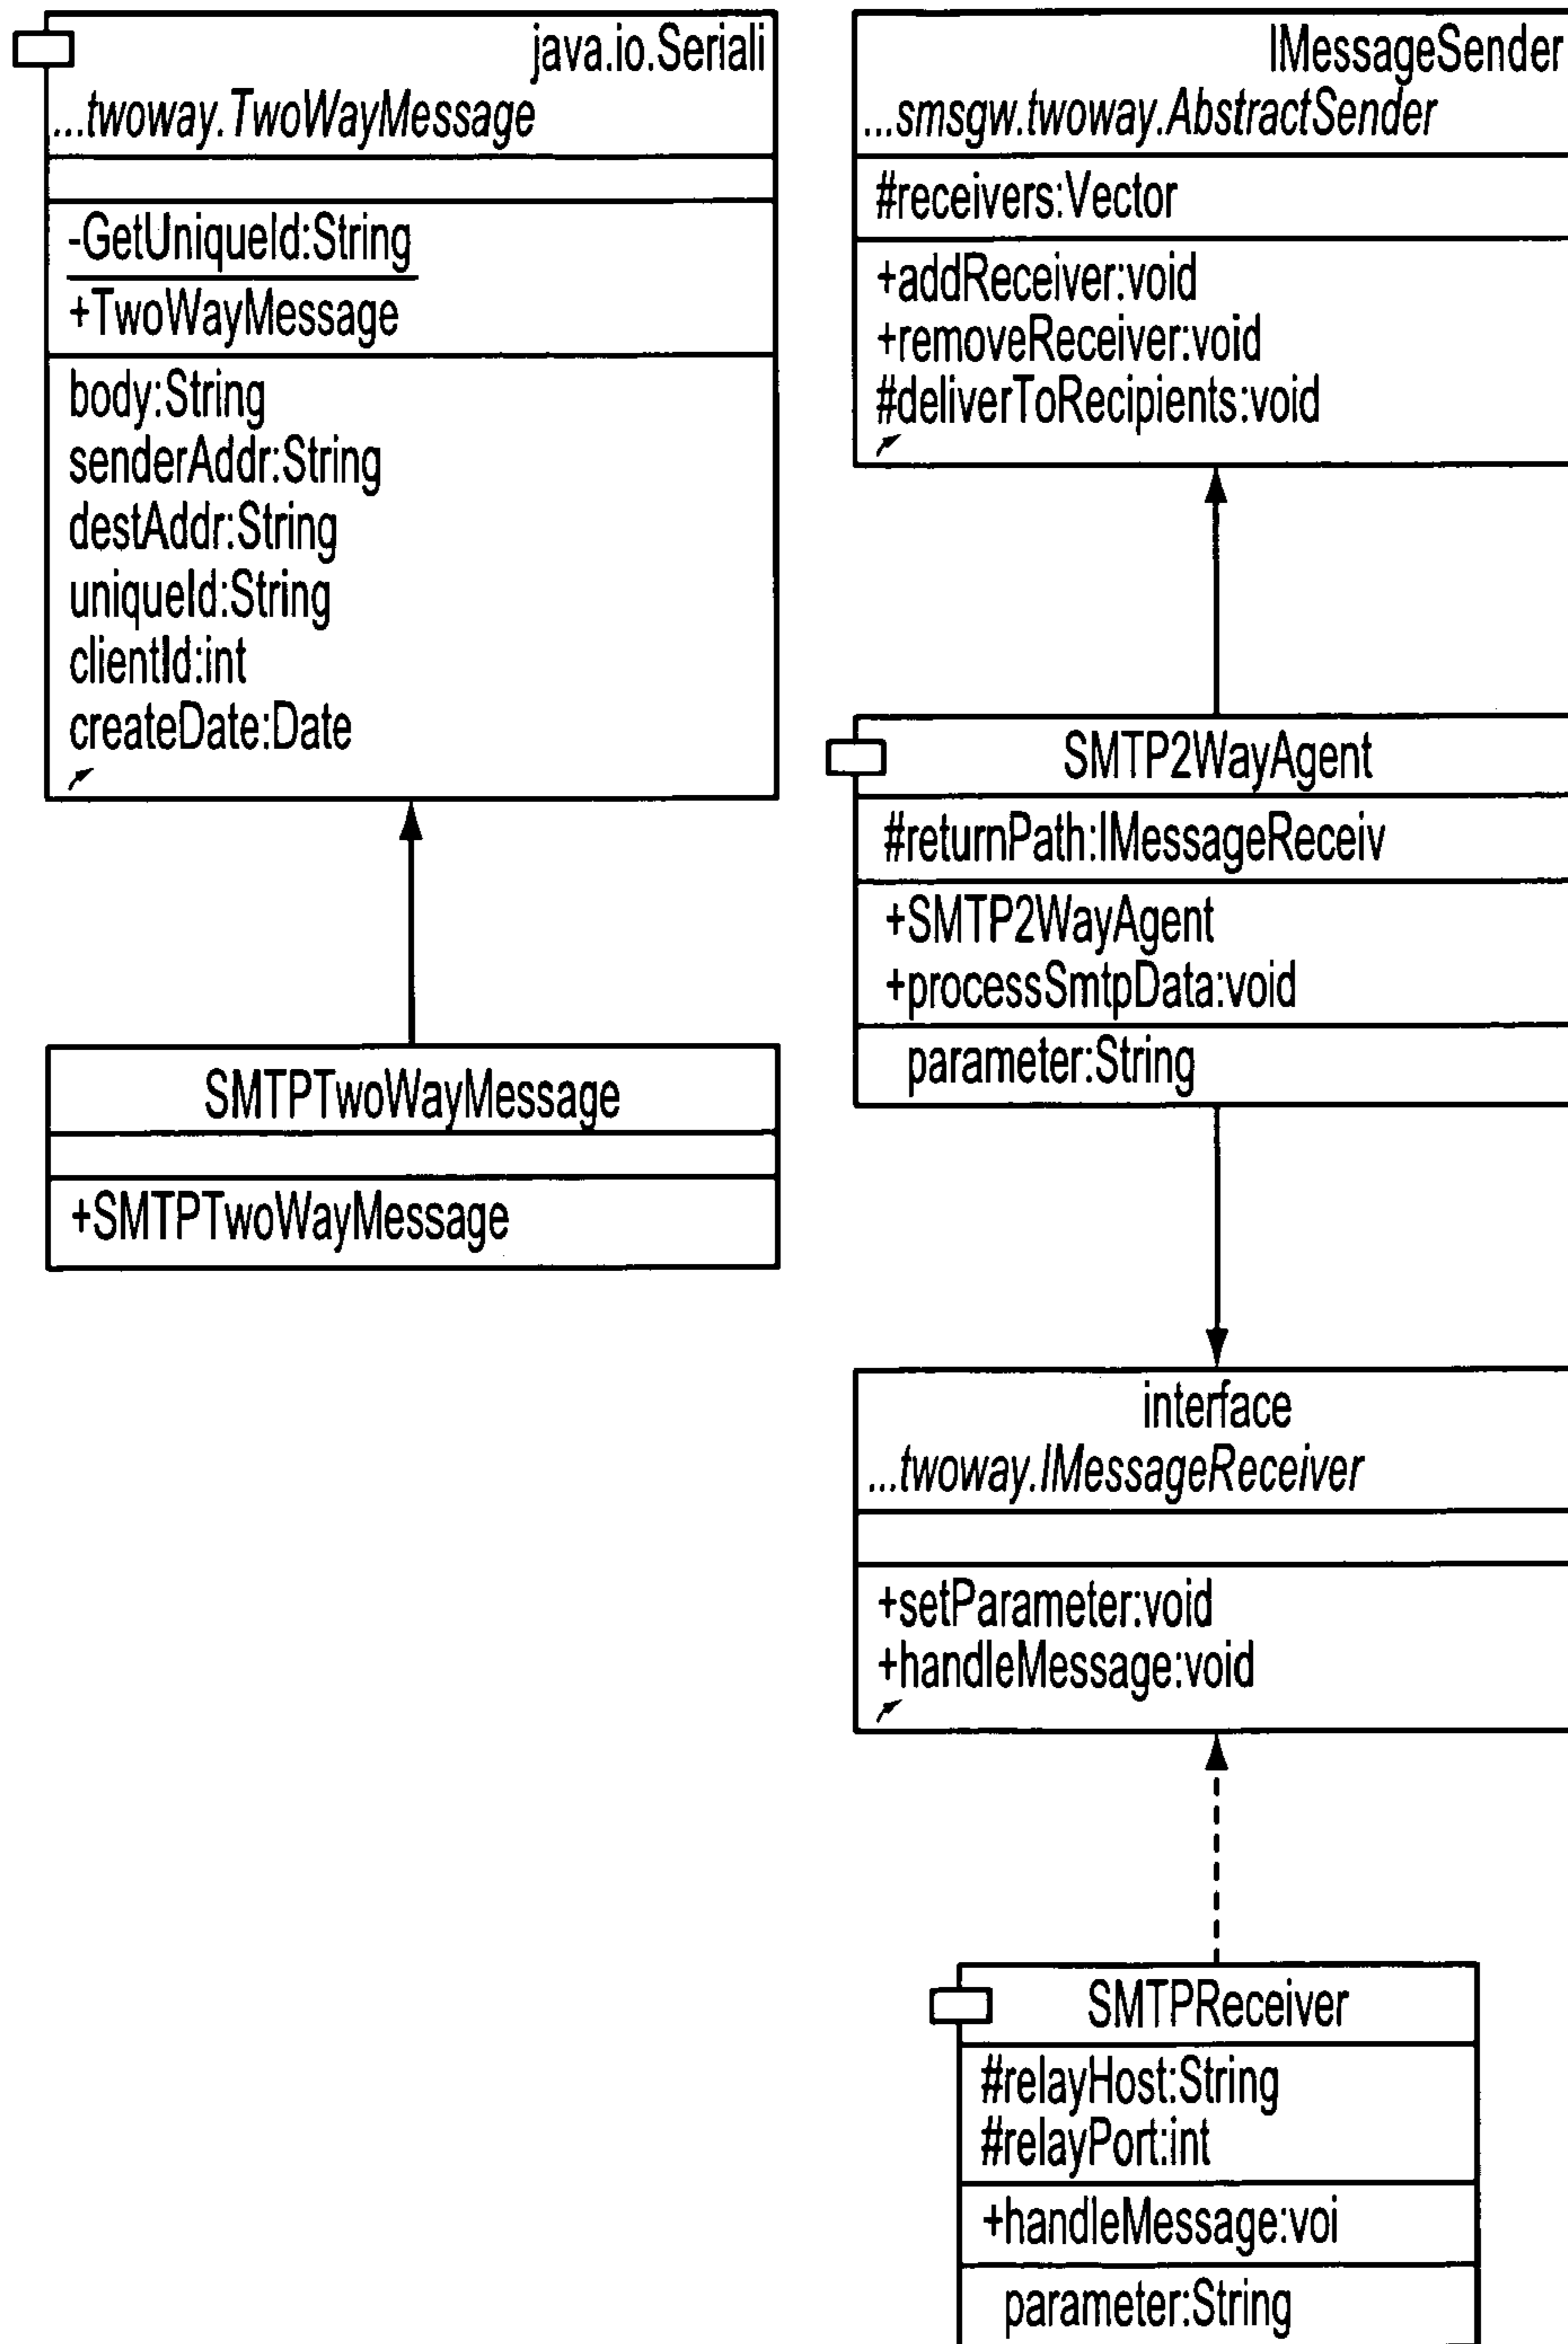 java.io.Seriali
...twoway.TwoWayMessage
-GetUniqueId:String
+TwoWayMessage
body:String
senderAddr:String
destAddr:String
uniqueId:String
clientId:int
createDate:Date
SMTPTwoWayMessage
+SMTPTwoWayMessage
IMessageSender
...smsgw.twoway.AbstractSender
#receivers:Vector
+addReceiver:void
+removeReceiver:void
#deliverToRecipients:void
SMTP2WayAgent
#returnPath:IMessageReceiv
+SMTP2WayAgent
+processSmtpData:void
parameter:String
interface
...twoway.IMessageReceiver
+setParameter:void
+handleMessage:void
SMTPReceiver
#relayHost:String
#relayPort:int
+handleMessage:voi
parameter:String